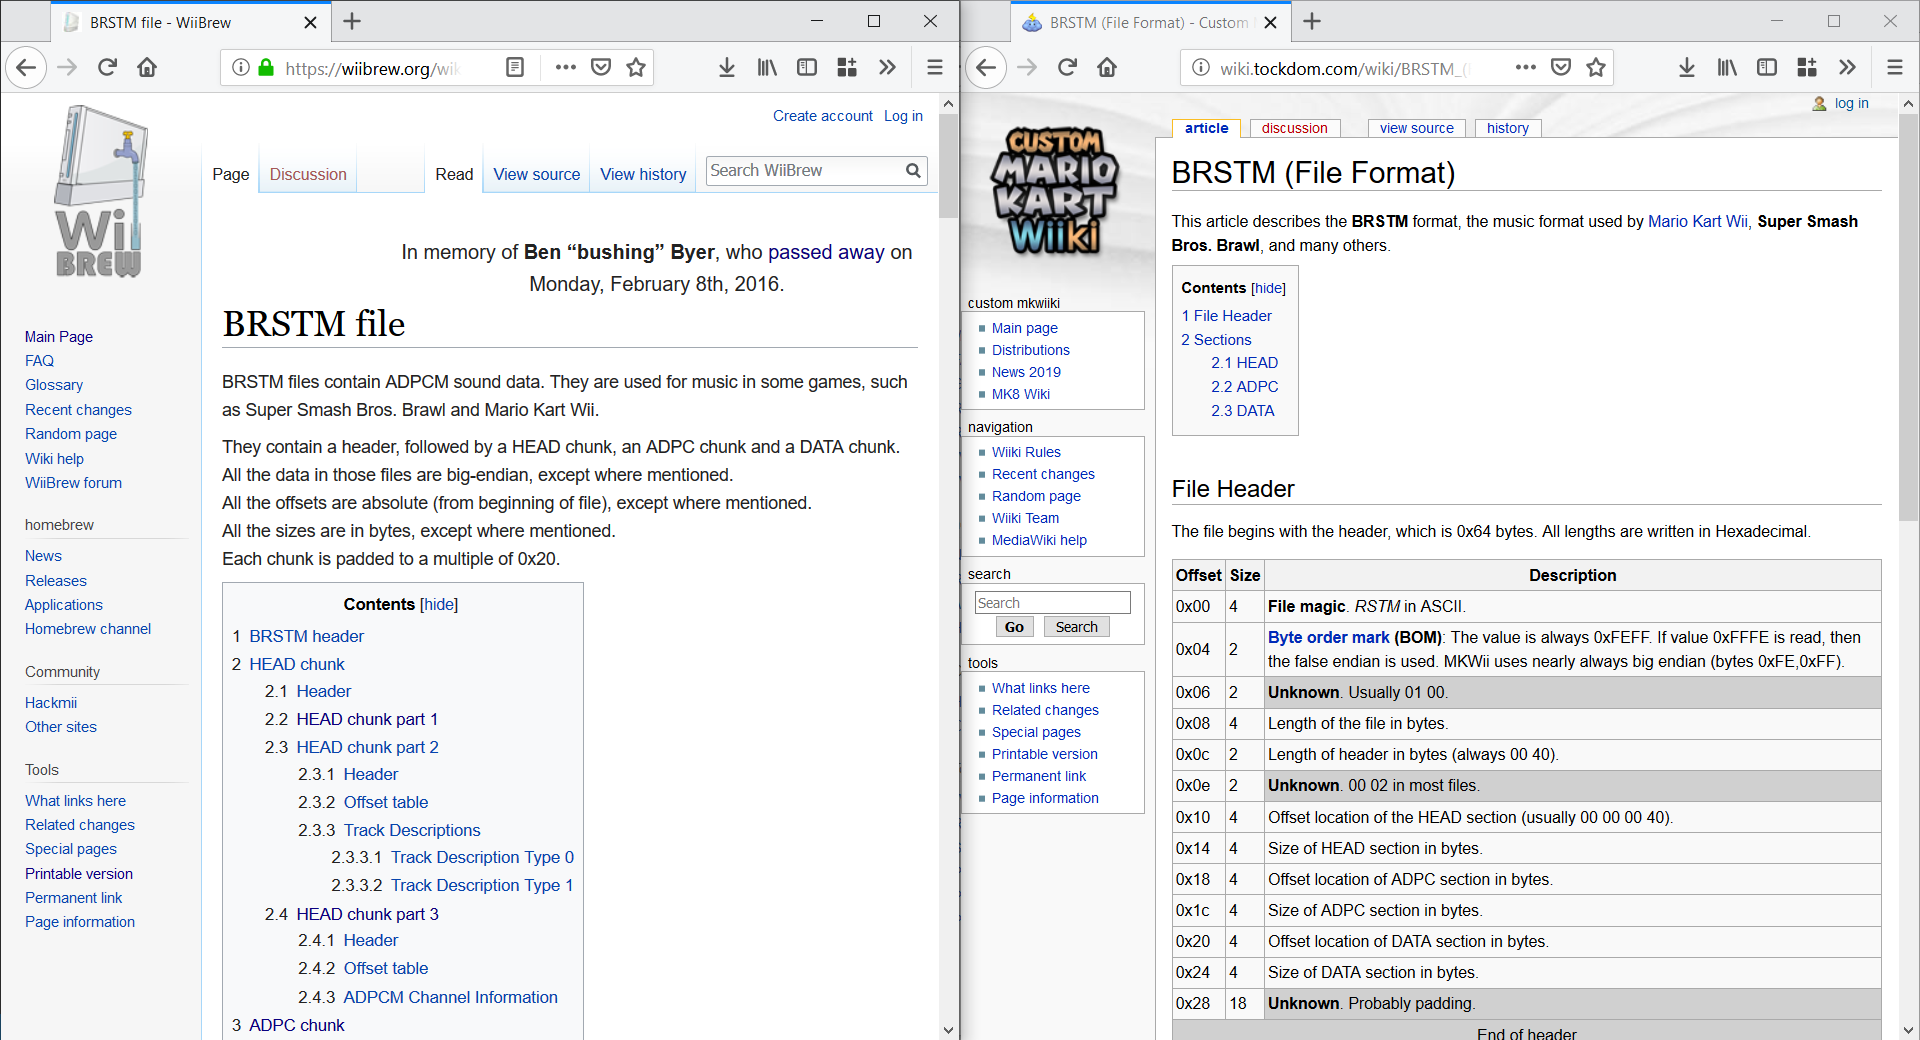 BRSTM file - WiiBrew
https://wiibrew.org/wik
Create account Log in
Page Discussion Read View source View history Search WiiBrew
Wii
BREW
In memory of Ben “bushing” Byer, who passed away on
Monday, February 8th, 2016.
BRSTM file
BRSTM files contain ADPCM sound data. They are used for music in some games, such
as Super Smash Bros. Brawl and Mario Kart Wii.
They contain a header, followed by a HEAD chunk, an ADPC chunk and a DATA chunk.
All the data in those files are big-endian, except where mentioned.
All the offsets are absolute (from beginning of file), except where mentioned.
All the sizes are in bytes, except where mentioned.
Each chunk is padded to a multiple of 0x20.
Contents [hide]
1 BRSTM header
2 HEAD chunk
2.1 Header
2.2 HEAD chunk part 1
2.3 HEAD chunk part 2
2.3.1 Header
2.3.2 Offset table
2.3.3 Track Descriptions
2.3.3.1 Track Description Type 0
2.3.3.2 Track Description Type 1
2.4 HEAD chunk part 3
2.4.1 Header
2.4.2 Offset table
2.4.3 ADPCM Channel Information
3 ADPC chunk
Main Page
FAQ
Glossary
Recent changes
Random page
Wiki help
WiiBrew forum
homebrew
News
Releases
Applications
Homebrew channel
Community
Hackmii
Other sites
Tools
What links here
Related changes
Special pages
Printable version
Permanent link
Page information
BRSTM (File Format) - Custom
wiki.tockdom.com/wiki/BRSTM_(
log in
article discussion view source history
CUSTOM
MARIO
KART
Wiiki
custom mkwiiki
Main page
Distributions
News 2019
MK8 Wiki
navigation
Wiiki Rules
Recent changes
Random page
Wiiki Team
MediaWiki help
search
Search
Go Search
tools
What links here
Related changes
Special pages
Printable version
Permanent link
Page information
BRSTM (File Format)
This article describes the BRSTM format, the music format used by Mario Kart Wii, Super Smash
Bros. Brawl, and many others.
Contents [hide]
1 File Header
2 Sections
2.1 HEAD
2.2 ADPC
2.3 DATA
File Header
The file begins with the header, which is 0x64 bytes. All lengths are written in Hexadecimal.
Offset Size Description
0x00 4 File magic. RSTM in ASCII.
0x04 2 Byte order mark (BOM): The value is always 0xFEFF. If value 0xFFFE is read, then
the false endian is used. MKWii uses nearly always big endian (bytes 0xFE,0xFF).
0x06 2 Unknown. Usually 01 00.
0x08 4 Length of the file in bytes.
0x0c 2 Length of header in bytes (always 00 40).
0x0e 2 Unknown. 00 02 in most files.
0x10 4 Offset location of the HEAD section (usually 00 00 00 40).
0x14 4 Size of HEAD section in bytes.
0x18 4 Offset location of ADPC section in bytes.
0x1c 4 Size of ADPC section in bytes.
0x20 4 Offset location of DATA section in bytes.
0x24 4 Size of DATA section in bytes.
0x28 18 Unknown. Probably padding.
End of header